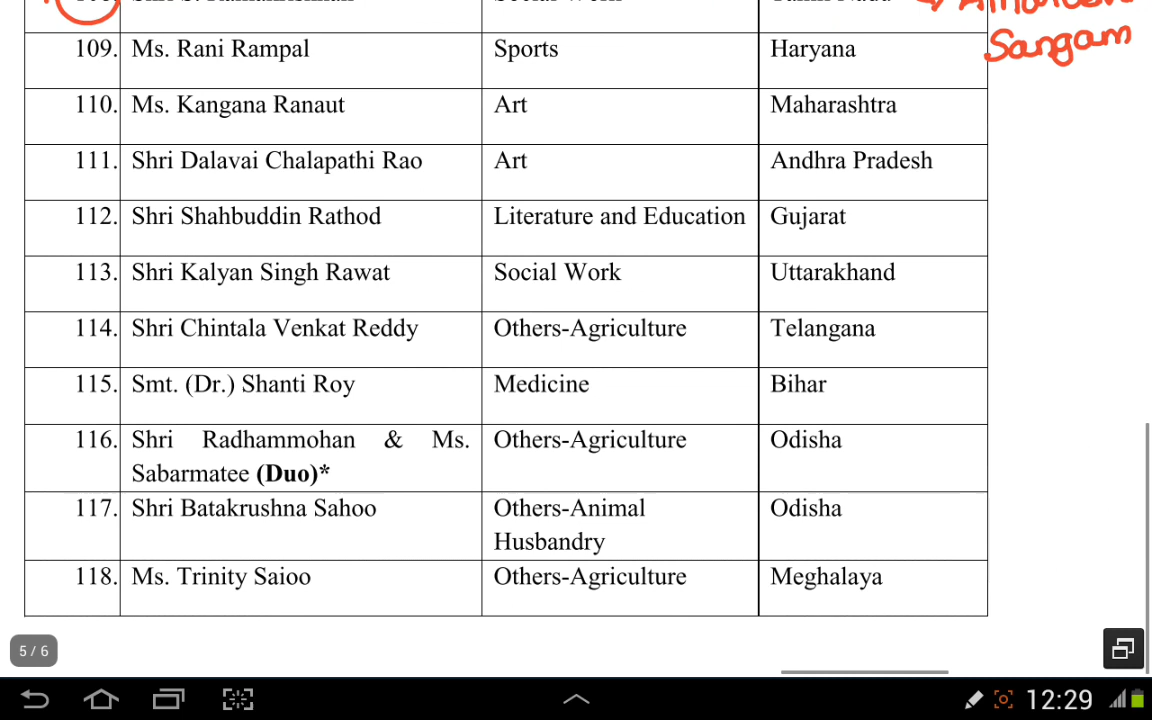 109. Ms. Rani Rampal Sports Haryana
Sangam
110. Ms. Kangana Ranaut Art Maharashtra
111. Shri Dalavai Chalapathi Rao Art Andhra Pradesh
112. Shri Shahbuddin Rathod Literature and Education Gujarat
113. Shri Kalyan Singh Rawat Social Work Uttarakhand
114. Shri Chintala Venkat Reddy Others-Agriculture Telangana
115. Smt. (Dr.) Shanti Roy Medicine Bihar
116. Shri Radhammohan & Ms. Others-Agriculture Odisha
Sabarmatee (Duo)*
117. Shri Batakrushna Sahoo Others-Animal Odisha
Husbandry
118. Ms. Trinity Saioo Others-Agriculture Meghalaya
5 / 6
12:29